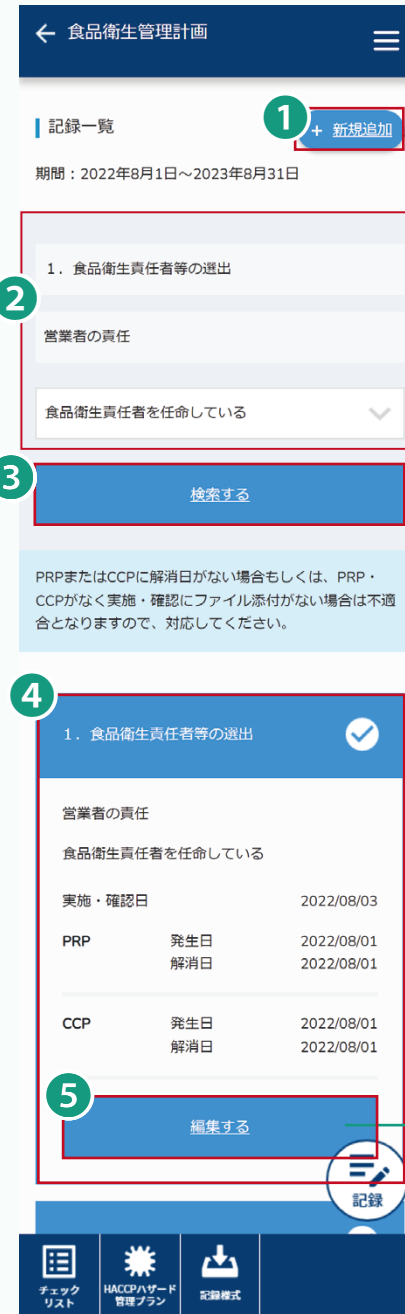 食品衛生管理計画
記録一覧
1
+ 新規追加
期間：2022年8月1日～2023年8月31日
2
1．食品衛生責任者等の選出
営業者の責任
食品衛生責任者を任命している
3
検索する
PRPまたはCCPに解消日がない場合もしくは、PRP・
CCPがなく実施・確認にファイル添付がない場合は不適
合となりますので、対応してください。
4
1．食品衛生責任者等の選出
営業者の責任
食品衛生責任者を任命している
実施・確認日 2022/08/03
PRP 発生日 2022/08/01
解消日 2022/08/01
CCP 発生日 2022/08/01
解消日 2022/08/01
5
編集する
記録
チェック
リスト
HACCPハザード
管理プラン
記録様式